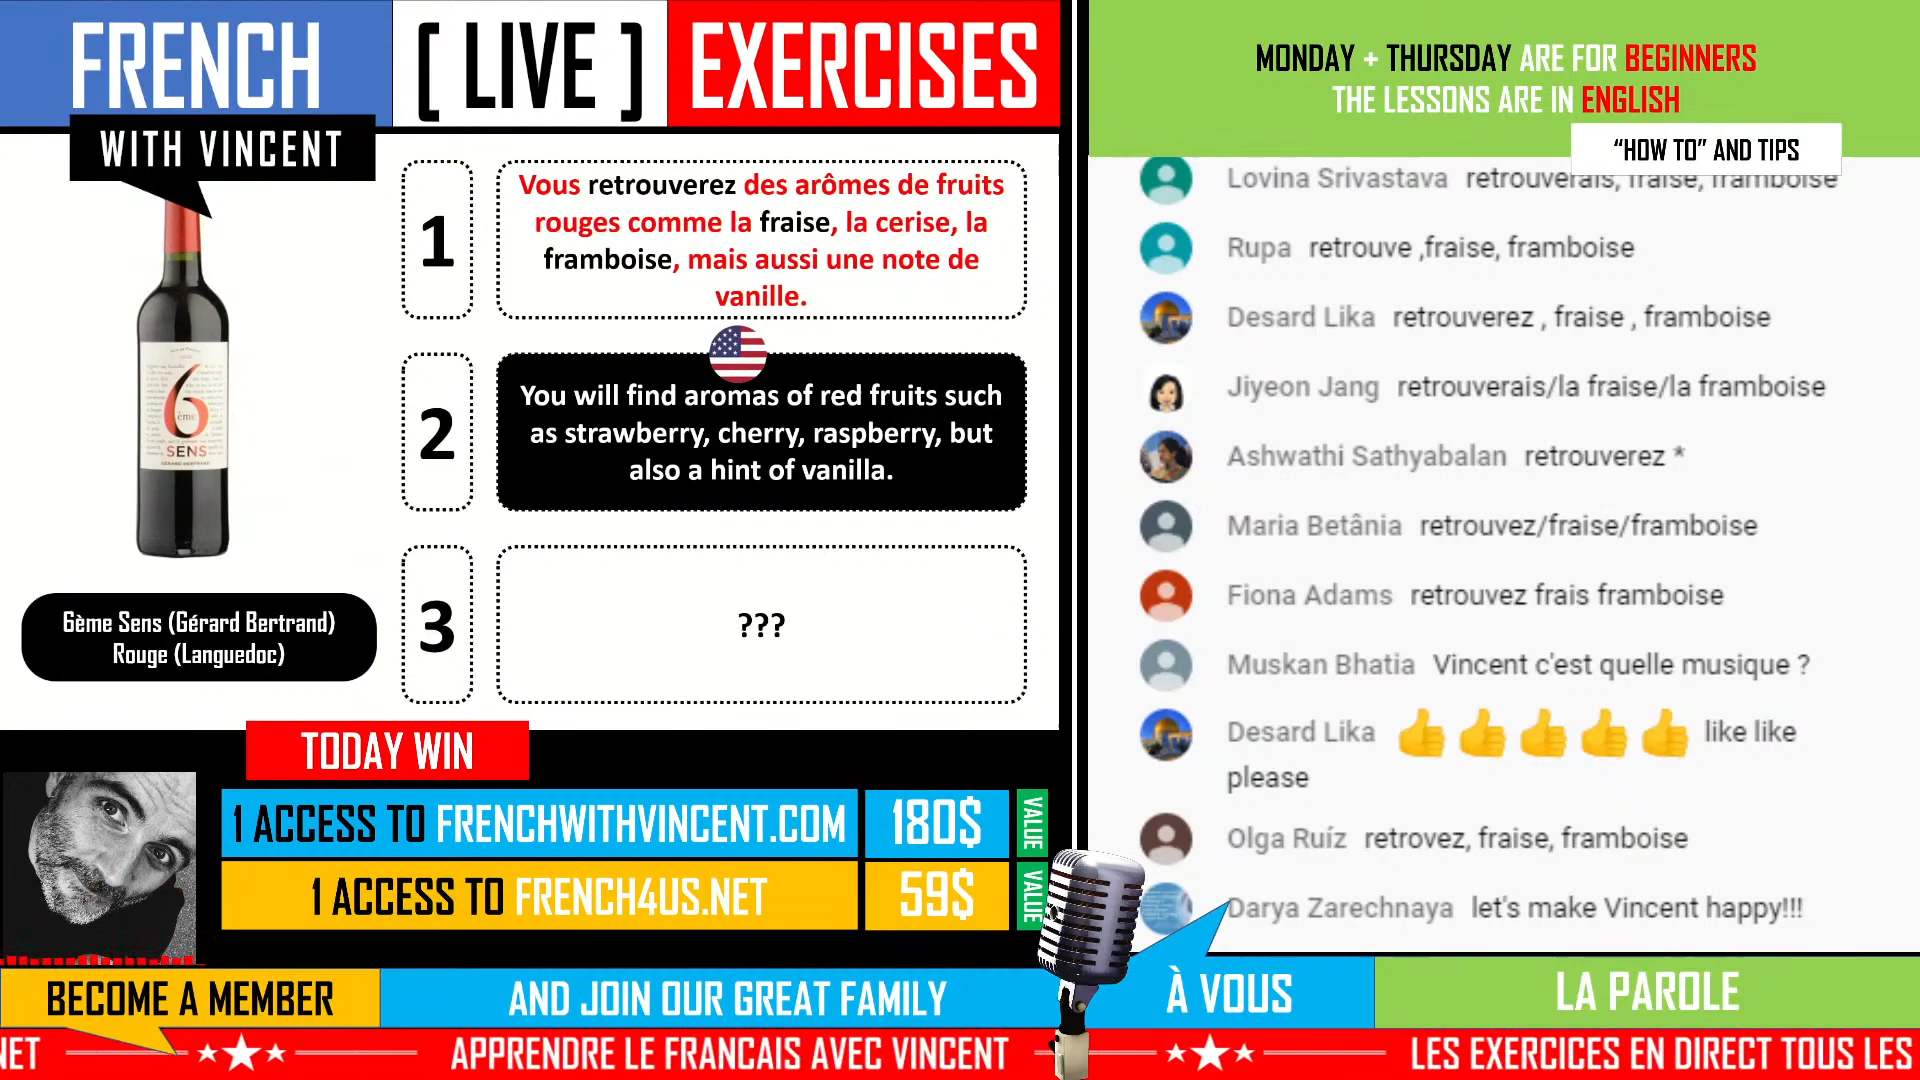 FRENCH
[ LIVE ]
EXERCISES
WITH VINCENT
1
Vous retrouverez des arômes de fruits
rouges comme la fraise, la cerise, la
framboise, mais aussi une note de
vanille.
2
You will find aromas of red fruits such
as strawberry, cherry, raspberry, but
also a hint of vanilla.
3
???
6
ème
SENS
GÉRARD BERTRAND
6ème Sens (Gérard Bertrand)
Rouge (Languedoc)
TODAY WIN
1 ACCESS TO FRENCHWITHVINCENT.COM
180$
VALUE
1 ACCESS TO FRENCH4US.NET
59$
VALUE
BECOME A MEMBER
AND JOIN OUR GREAT FAMILY
MONDAY + THURSDAY ARE FOR BEGINNERS
THE LESSONS ARE IN ENGLISH
“HOW TO” AND TIPS
Lovina Srivastava retrouverais, fraise, framboise
Rupa retrouve ,fraise, framboise
Desard Lika retrouverez , fraise , framboise
Jiyeon Jang retrouverais/la fraise/la framboise
Ashwathi Sathyabalan retrouverez *
Maria Betânia retrouvez/fraise/framboise
Fiona Adams retrouvez frais framboise
Muskan Bhatia Vincent c'est quelle musique ?
Desard Lika 👍👍👍👍👍 like like
please
Olga Ruíz retrovez, fraise, framboise
Darya Zarechnaya let's make Vincent happy!!!
À VOUS
LA PAROLE
NET
APPRENDRE LE FRANCAIS AVEC VINCENT
LES EXERCICES EN DIRECT TOUS LES